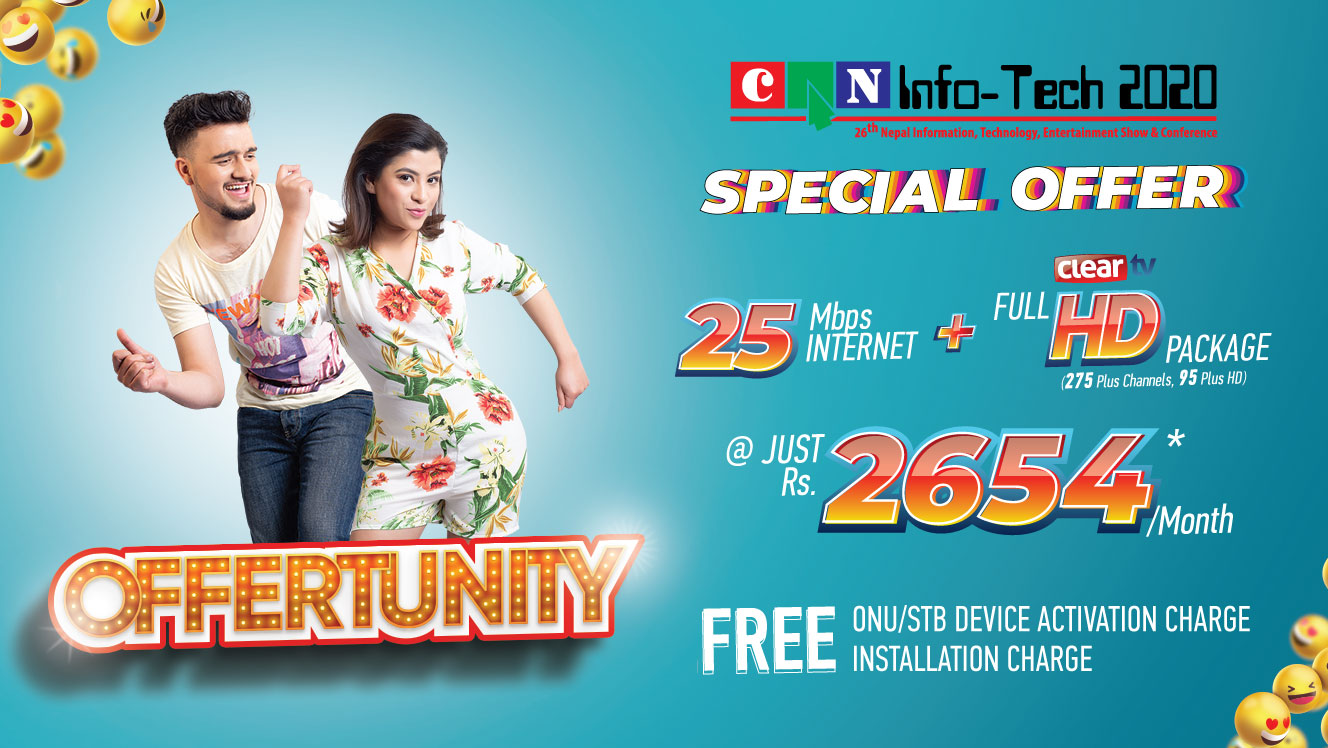 CAN Info-Tech 2020
26th Nepal Information, Technology, Entertainment Show & Conference
SPECIAL OFFER
clear tv
25 Mbps INTERNET + FULL HD PACKAGE
(275 Plus Channels, 95 Plus HD)
@ JUST Rs. 2654* /Month
OFFERTUNITY
FREE ONU/STB DEVICE ACTIVATION CHARGE
INSTALLATION CHARGE